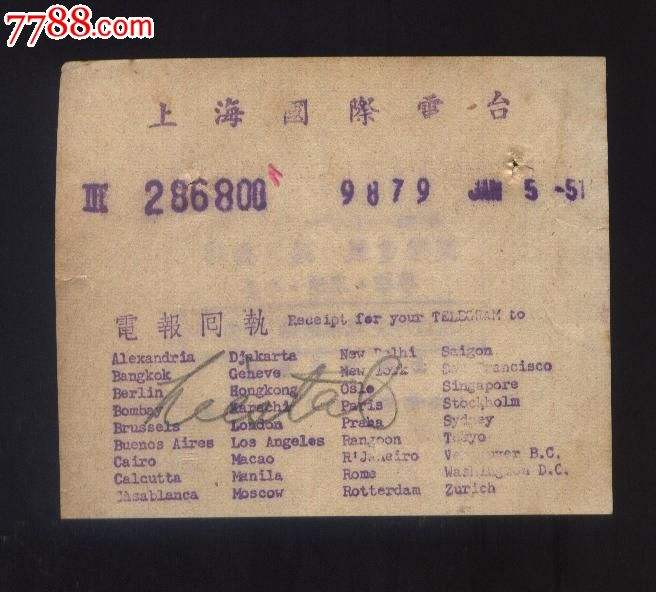 7788.com
上海國際電台
III 286800 9879 JAN 5 -51
電報回執 Receipt for your TELEGRAM to
Alexandria Djakarta New Delhi Saigon
Bangkok Geneve New York San Francisco
Berlin Hongkong Oslo Singapore
Bombay Karachi Paris Stockholm
Brussels London Praha Sydney
Buenos Aires Los Angeles Rangoon Tokyo
Cairo Macao R'Janeiro Vancouver B.C.
Calcutta Manila Rome Washington D.C.
Casablanca Moscow Rotterdam Zurich